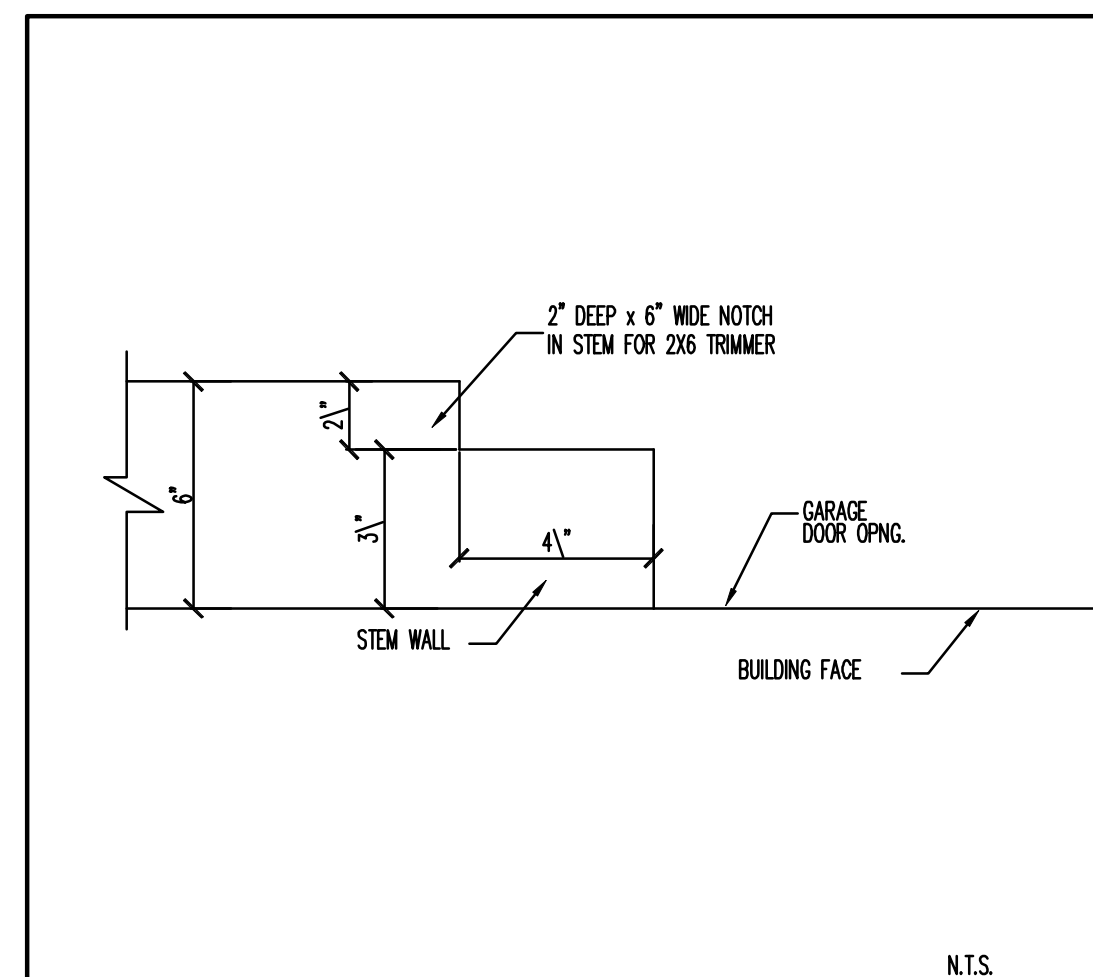 2" DEEP x 6" WIDE NOTCH
IN STEM FOR 2X6 TRIMMER
2\"
6"
3\"
4\"
GARAGE
DOOR OPNG.
STEM WALL
BUILDING FACE
N.T.S.